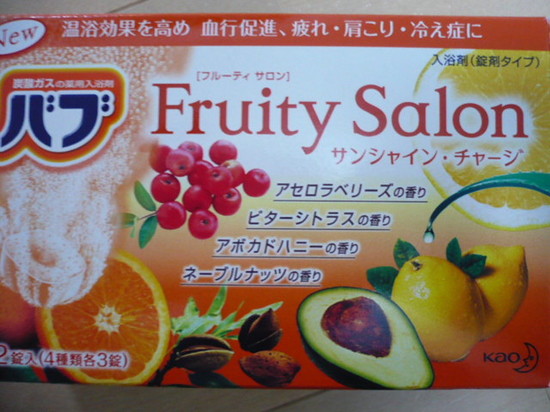 New
温浴効果を高め 血行促進、疲れ・肩こり・冷え症に
炭酸ガスの薬用入浴剤
バブ
入浴剤(錠剤タイプ)
[フルーティ サロン]
Fruity Salon
サンシャイン・チャージ
アセロラベリーズの香り
ビターシトラスの香り
アボカドハニーの香り
ネーブルナッツの香り
2錠入(4種類各3錠)
Kao